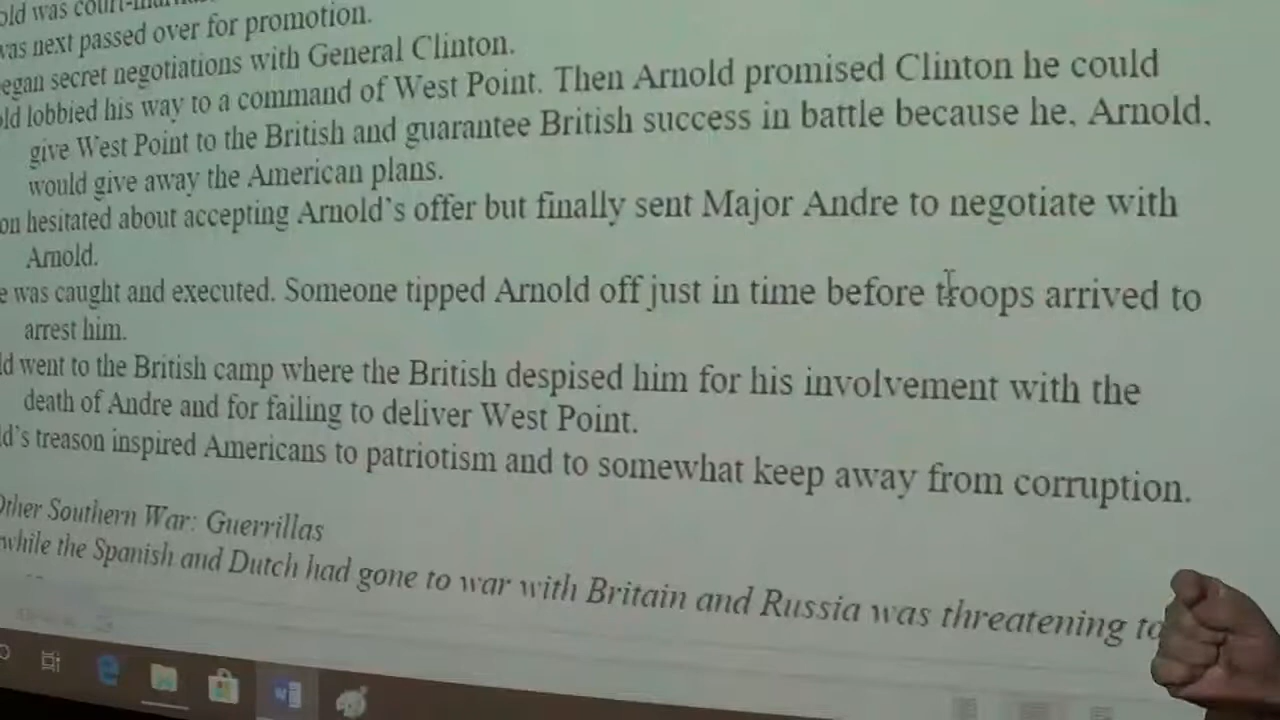 old was court-
was next passed over for promotion.
egan secret negotiations with General Clinton.
ld lobbied his way to a command of West Point. Then Arnold promised Clinton he could
give West Point to the British and guarantee British success in battle because he, Arnold,
would give away the American plans.
on hesitated about accepting Arnold's offer but finally sent Major Andre to negotiate with
Arnold.
e was caught and executed. Someone tipped Arnold off just in time before troops arrived to
arrest him.
ld went to the British camp where the British despised him for his involvement with the
death of Andre and for failing to deliver West Point.
ld's treason inspired Americans to patriotism and to somewhat keep away from corruption.
Other Southern War: Guerrillas
while the Spanish and Dutch had gone to war with Britain and Russia was threatening to